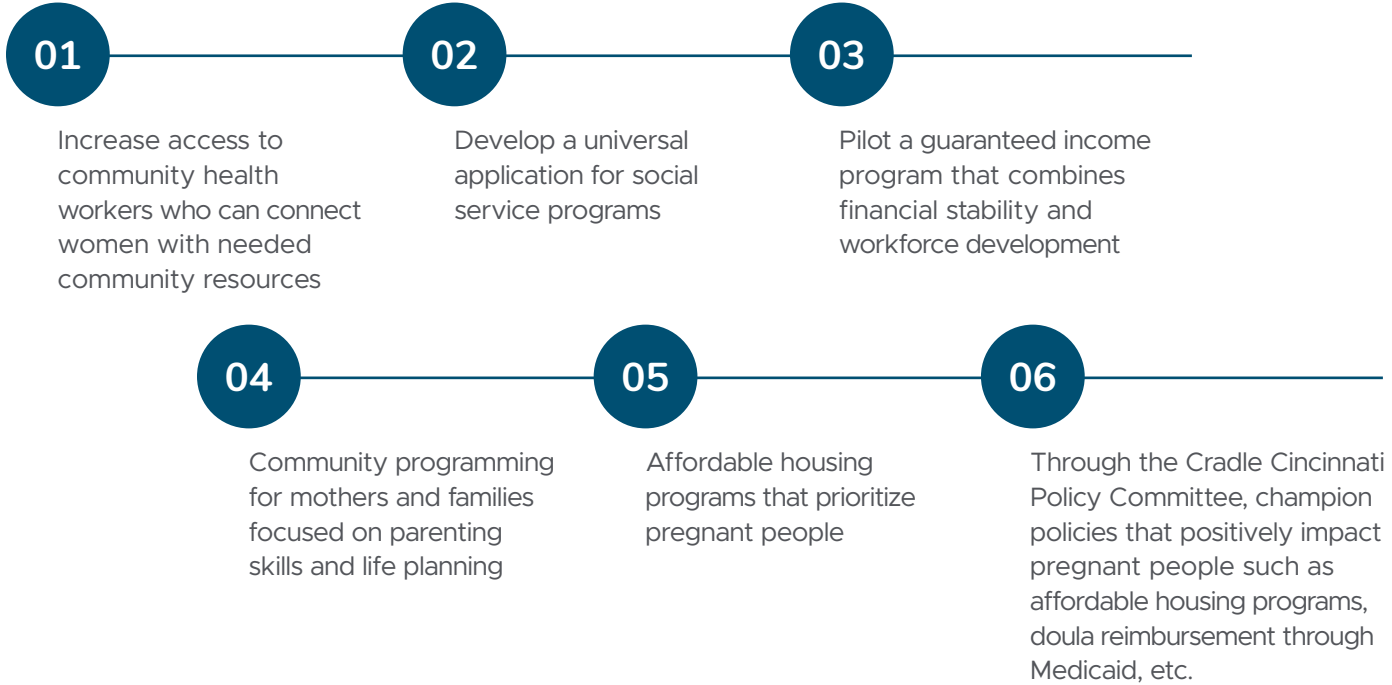 01
Increase access to
community health
workers who can connect
women with needed
community resources
02
Develop a universal
application for social
service programs
03
Pilot a guaranteed income
program that combines
financial stability and
workforce development
04
Community programming
for mothers and families
focused on parenting
skills and life planning
05
Affordable housing
programs that prioritize
pregnant people
06
Through the Cradle Cincinnati
Policy Committee, champion
policies that positively impact
pregnant people such as
affordable housing programs,
doula reimbursement through
Medicaid, etc.